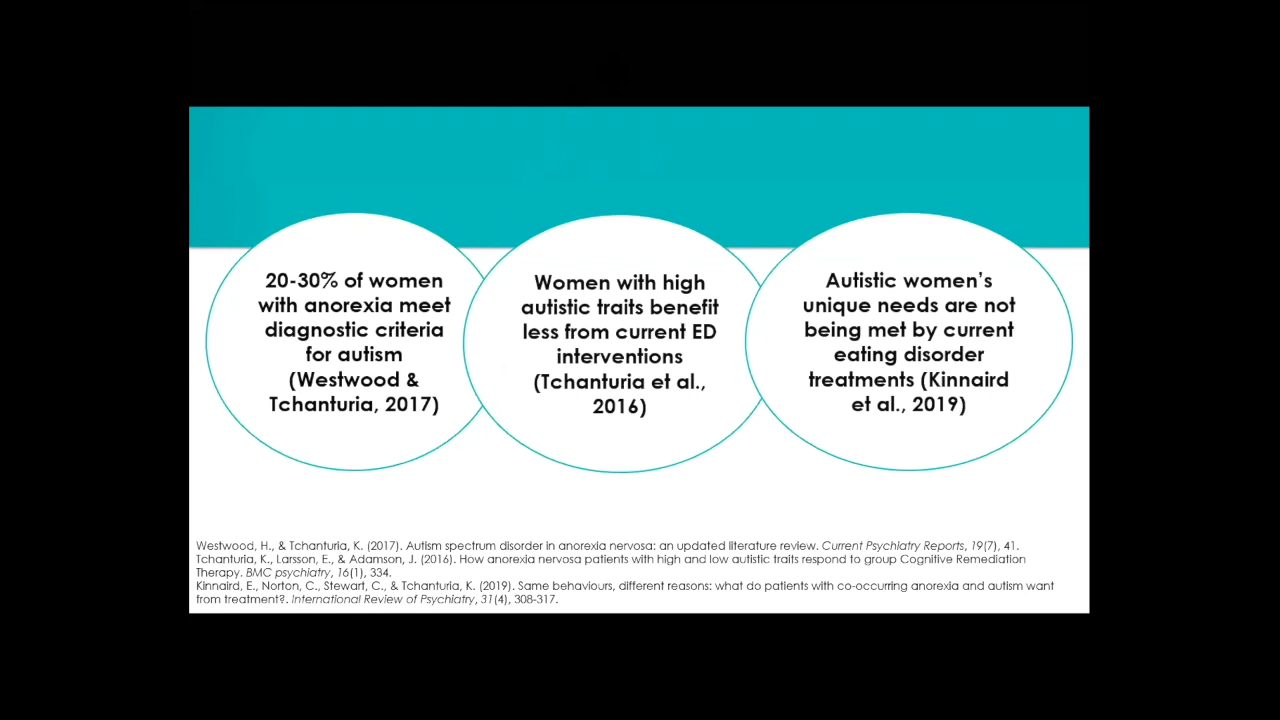 20-30% of women
with anorexia meet
diagnostic criteria
for autism
(Westwood &
Tchanturia, 2017)
Women with high
autistic traits benefit
less from current ED
interventions
(Tchanturia et al.,
2016)
Autistic women's
unique needs are not
being met by current
eating disorder
treatments (Kinnaird
et al., 2019)
Westwood, H., & Tchanturia, K. (2017). Autism spectrum disorder in anorexia nervosa: an updated literature review. Current Psychiatry Reports, 19(7), 41.
Tchanturia, K., Larsson, E., & Adamson, J. (2016). How anorexia nervosa patients with high and low autistic traits respond to group Cognitive Remediation
Therapy. BMC psychiatry, 16(1), 334.
Kinnaird, E., Norton, C., Stewart, C., & Tchanturia, K. (2019). Same behaviours, different reasons: what do patients with co-occurring anorexia and autism want
from treatment?. International Review of Psychiatry, 31(4), 308-317.